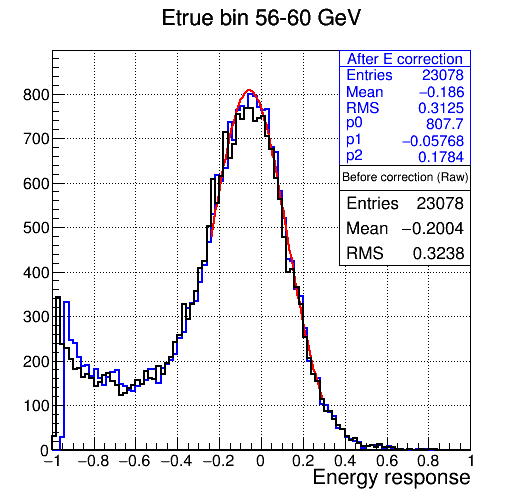 Etrue bin 56-60 GeV
After E correction
Entries 23078
Mean −0.186
RMS 0.3125
p0 807.7
p1 −0.05768
p2 0.1784
Before correction (Raw)
Entries 23078
Mean −0.2004
RMS 0.3238
800
700
600
500
400
300
200
100
0
−1 −0.8 −0.6 −0.4 −0.2 0 0.2 0.4 0.6 0.8 1
Energy response